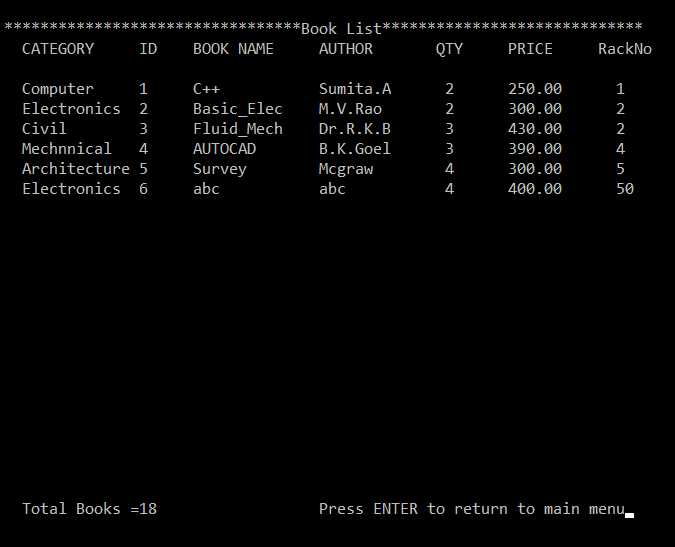 *********************************Book List*****************************
CATEGORY ID BOOK NAME AUTHOR QTY PRICE RackNo
Computer 1 C++ Sumita.A 2 250.00 1
Electronics 2 Basic_Elec M.V.Rao 2 300.00 2
Civil 3 Fluid_Mech Dr.R.K.B 3 430.00 2
Mechnnical 4 AUTOCAD B.K.Goel 3 390.00 4
Architecture 5 Survey Mcgraw 4 300.00 5
Electronics 6 abc abc 4 400.00 50
Total Books =18 Press ENTER to return to main menu